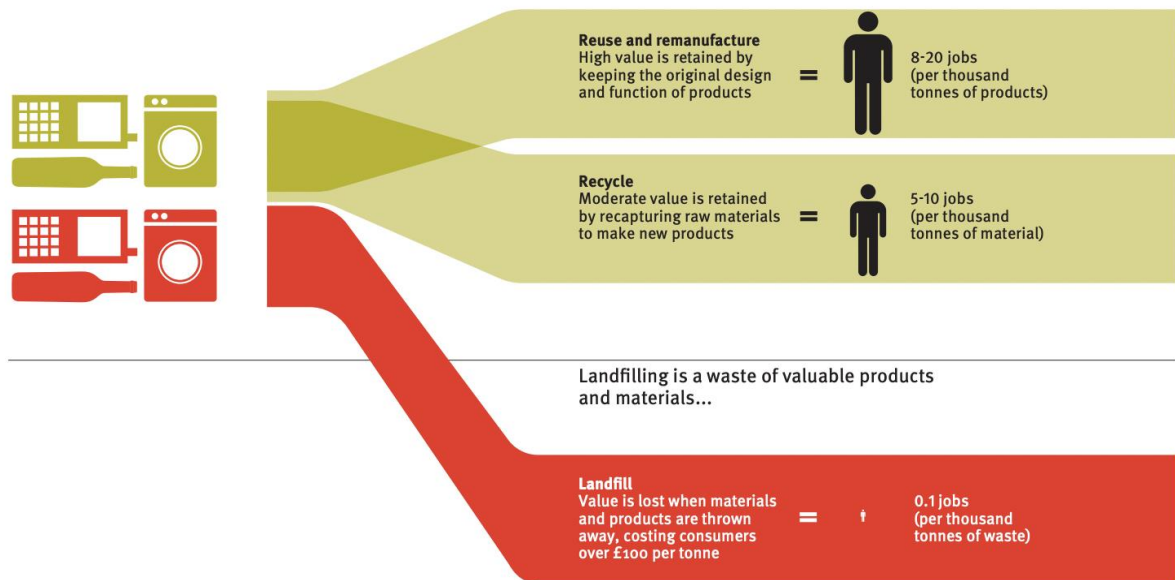 Reuse and remanufacture
High value is retained by
keeping the original design
and function of products
=
8-20 jobs
(per thousand
tonnes of products)
Recycle
Moderate value is retained
by recapturing raw materials
to make new products
=
5-10 jobs
(per thousand
tonnes of material)
Landfilling is a waste of valuable products
and materials...
Landfill
Value is lost when materials
and products are thrown
away, costing consumers
over £100 per tonne
=
0.1 jobs
(per thousand
tonnes of waste)